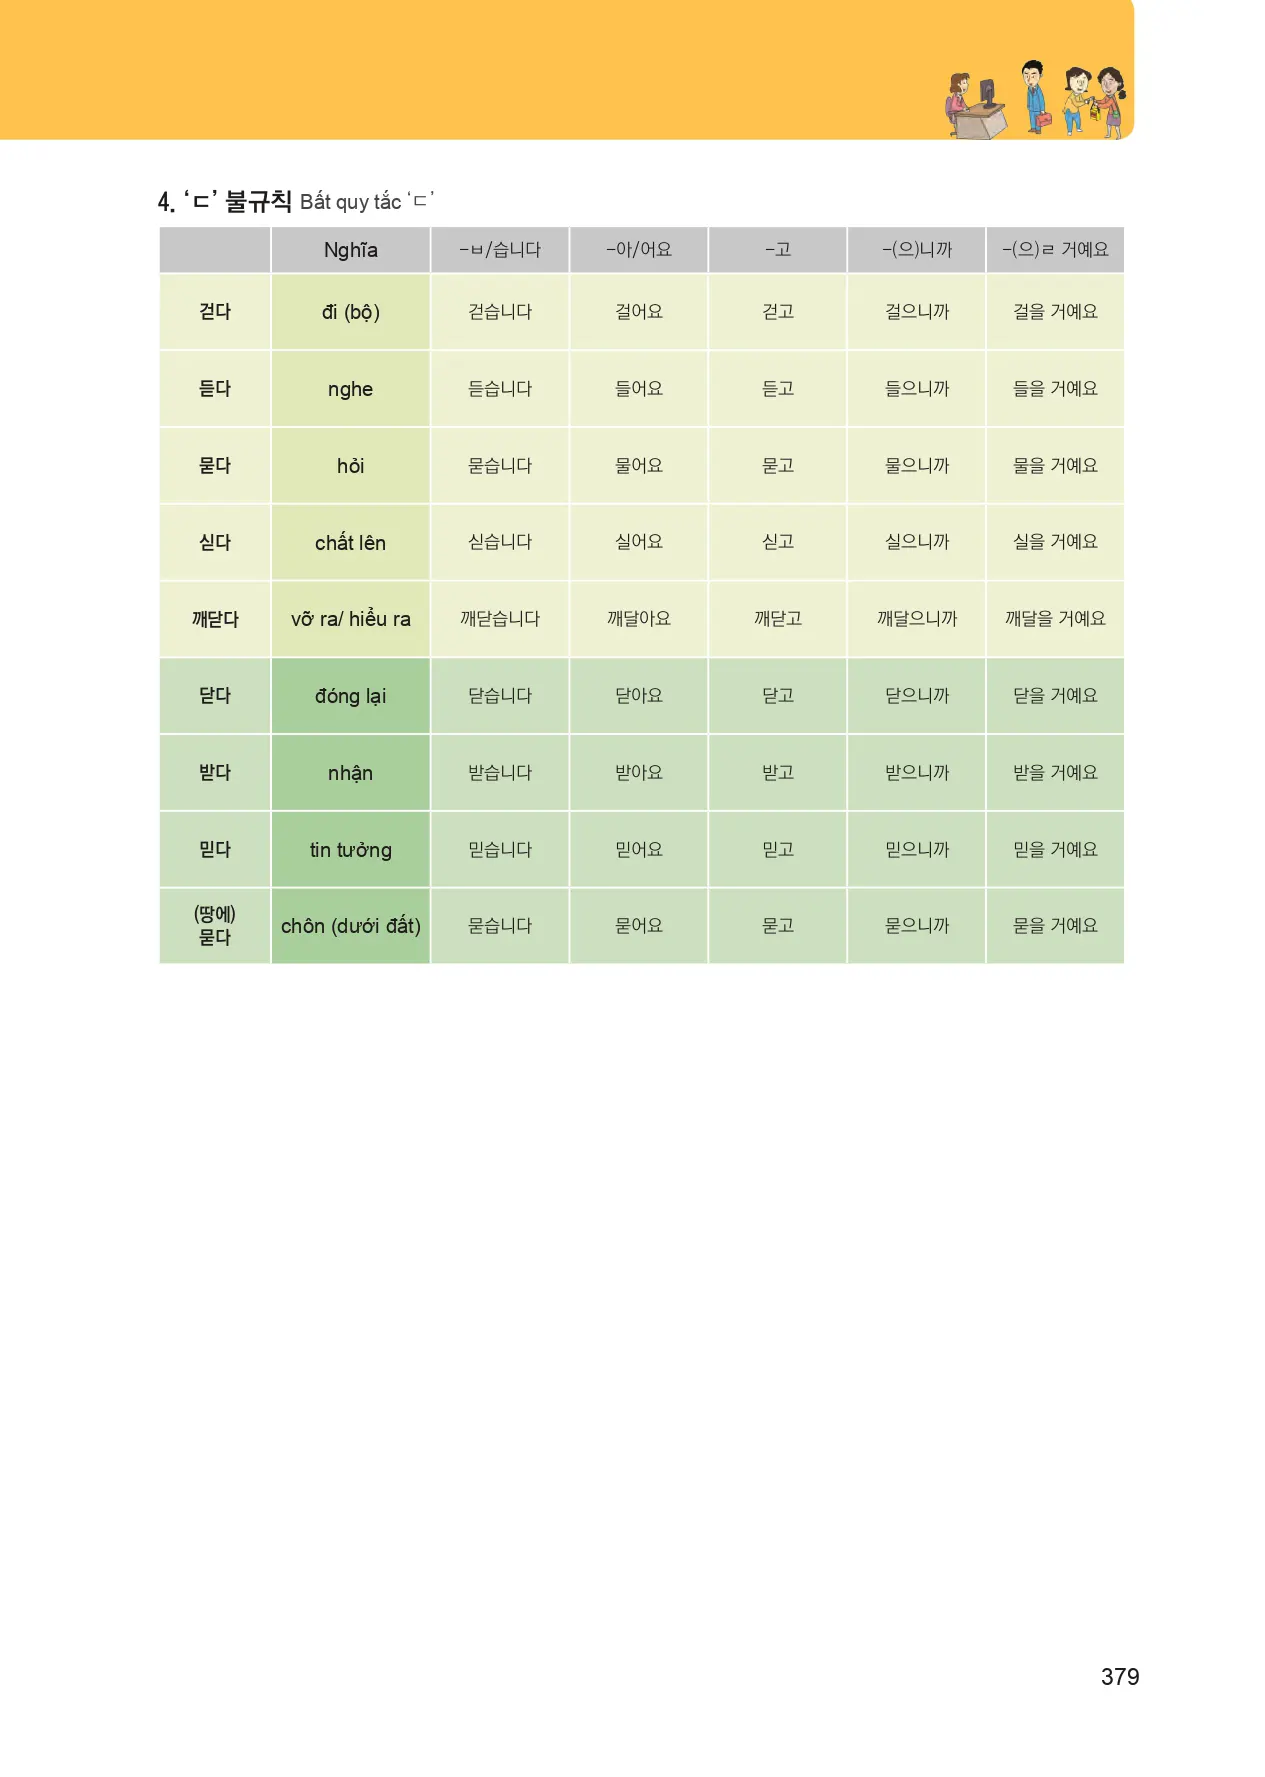 4. ‘ㄷ’ 불규칙 Bất quy tắc ‘ㄷ’
Nghĩa -ㅂ/습니다 -아/어요 -고 -(으)니까 -(으)ㄹ 거예요
걷다 đi (bộ) 걷습니다 걸어요 걷고 걸으니까 걸을 거예요
듣다 nghe 듣습니다 들어요 듣고 들으니까 들을 거예요
묻다 hỏi 묻습니다 물어요 묻고 물으니까 물을 거예요
싣다 chất lên 싣습니다 실어요 싣고 실으니까 실을 거예요
깨닫다 vỡ ra/ hiểu ra 깨닫습니다 깨달아요 깨닫고 깨달으니까 깨달을 거예요
닫다 đóng lại 닫습니다 닫아요 닫고 닫으니까 닫을 거예요
받다 nhận 받습니다 받아요 받고 받으니까 받을 거예요
믿다 tin tưởng 믿습니다 믿어요 믿고 믿으니까 믿을 거예요
(땅에)
묻다 chôn (dưới đất) 묻습니다 묻어요 묻고 묻으니까 묻을 거예요
379